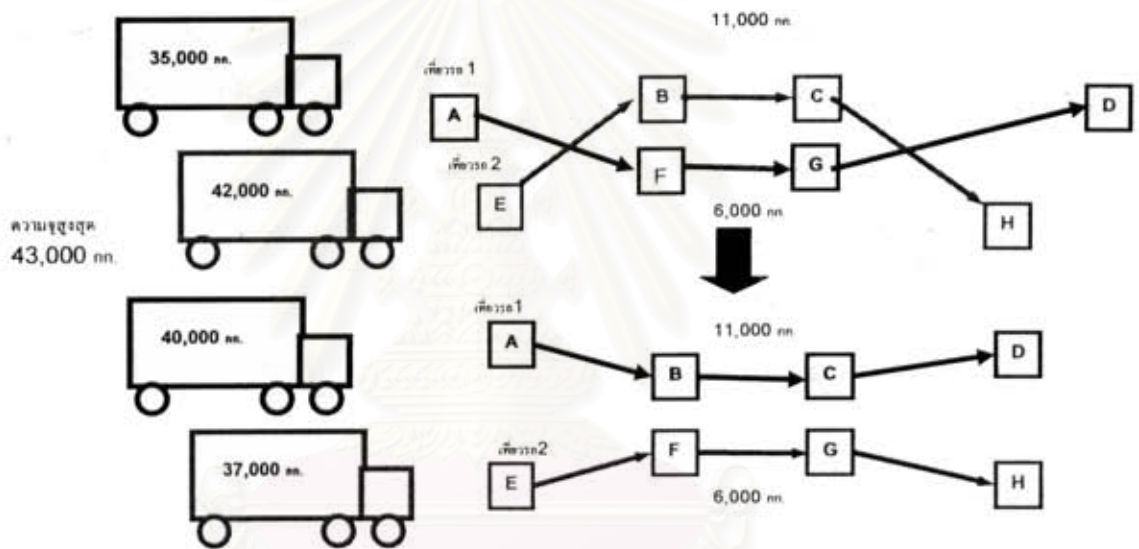 35,000 กก.
42,000 กก.
ความจุสูงสุด
43,000 กก.
40,000 กก.
37,000 กก.
11,000 กก.
เที่ยวรถ 1
A
B
C
D
เที่ยวรถ 2
E
F
G
H
6,000 กก.
เที่ยวรถ1
A
11,000 กก.
B
C
D
เที่ยวรถ2
E
F
G
H
6,000 กก.